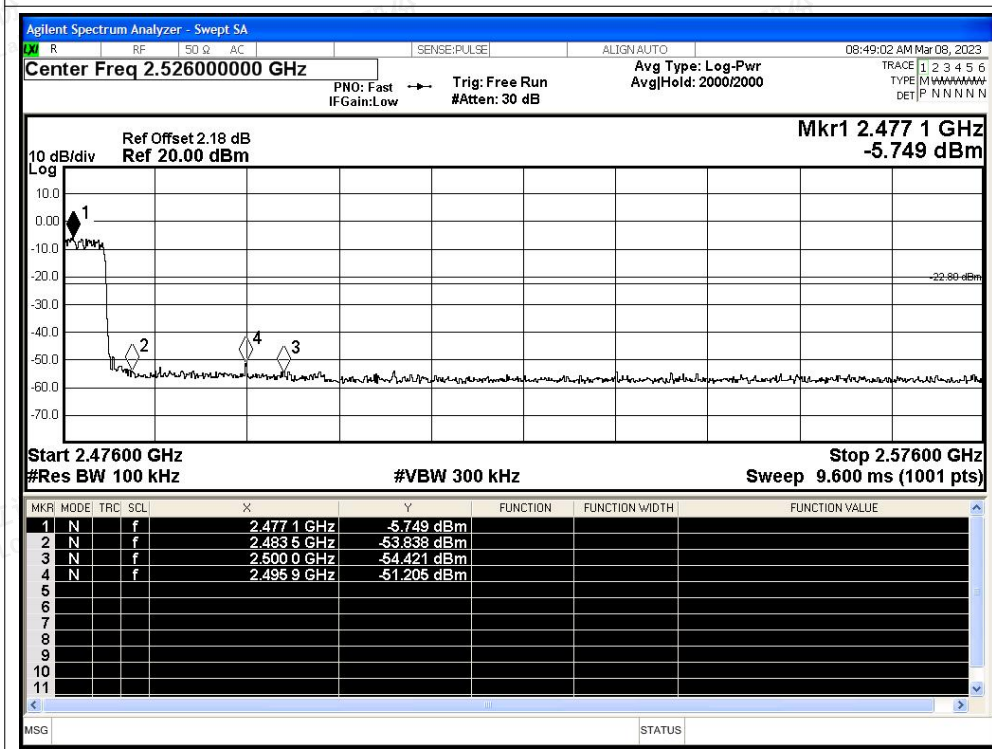 Agilent Spectrum Analyzer - Swept SA
LXI R RF 50 Ω AC SENSE:PULSE ALIGN AUTO 08:49:02 AM Mar 08, 2023
Center Freq 2.526000000 GHz
PNO: Fast Trig: Free Run
IFGain:Low #Atten: 30 dB
Avg Type: Log-Pwr
Avg|Hold: 2000/2000
TRACE 1 2 3 4 5 6
TYPE M WWWWW
DET P N N N N N
Mkr1 2.477 1 GHz
-5.749 dBm
Ref Offset 2.18 dB
10 dB/div Ref 20.00 dBm
Log
10.0
0.00
-10.0
-20.0
-30.0
-40.0
-50.0
-60.0
-70.0
1
2
4
3
-22.80 dBm
Start 2.47600 GHz Stop 2.57600 GHz
#Res BW 100 kHz #VBW 300 kHz Sweep 9.600 ms (1001 pts)
MKR MODE TRC SCL X Y FUNCTION FUNCTION WIDTH FUNCTION VALUE
1 N f 2.477 1 GHz -5.749 dBm
2 N f 2.483 5 GHz -53.838 dBm
3 N f 2.500 0 GHz -54.421 dBm
4 N f 2.495 9 GHz -51.205 dBm
5
6
7
8
9
10
11
MSG STATUS